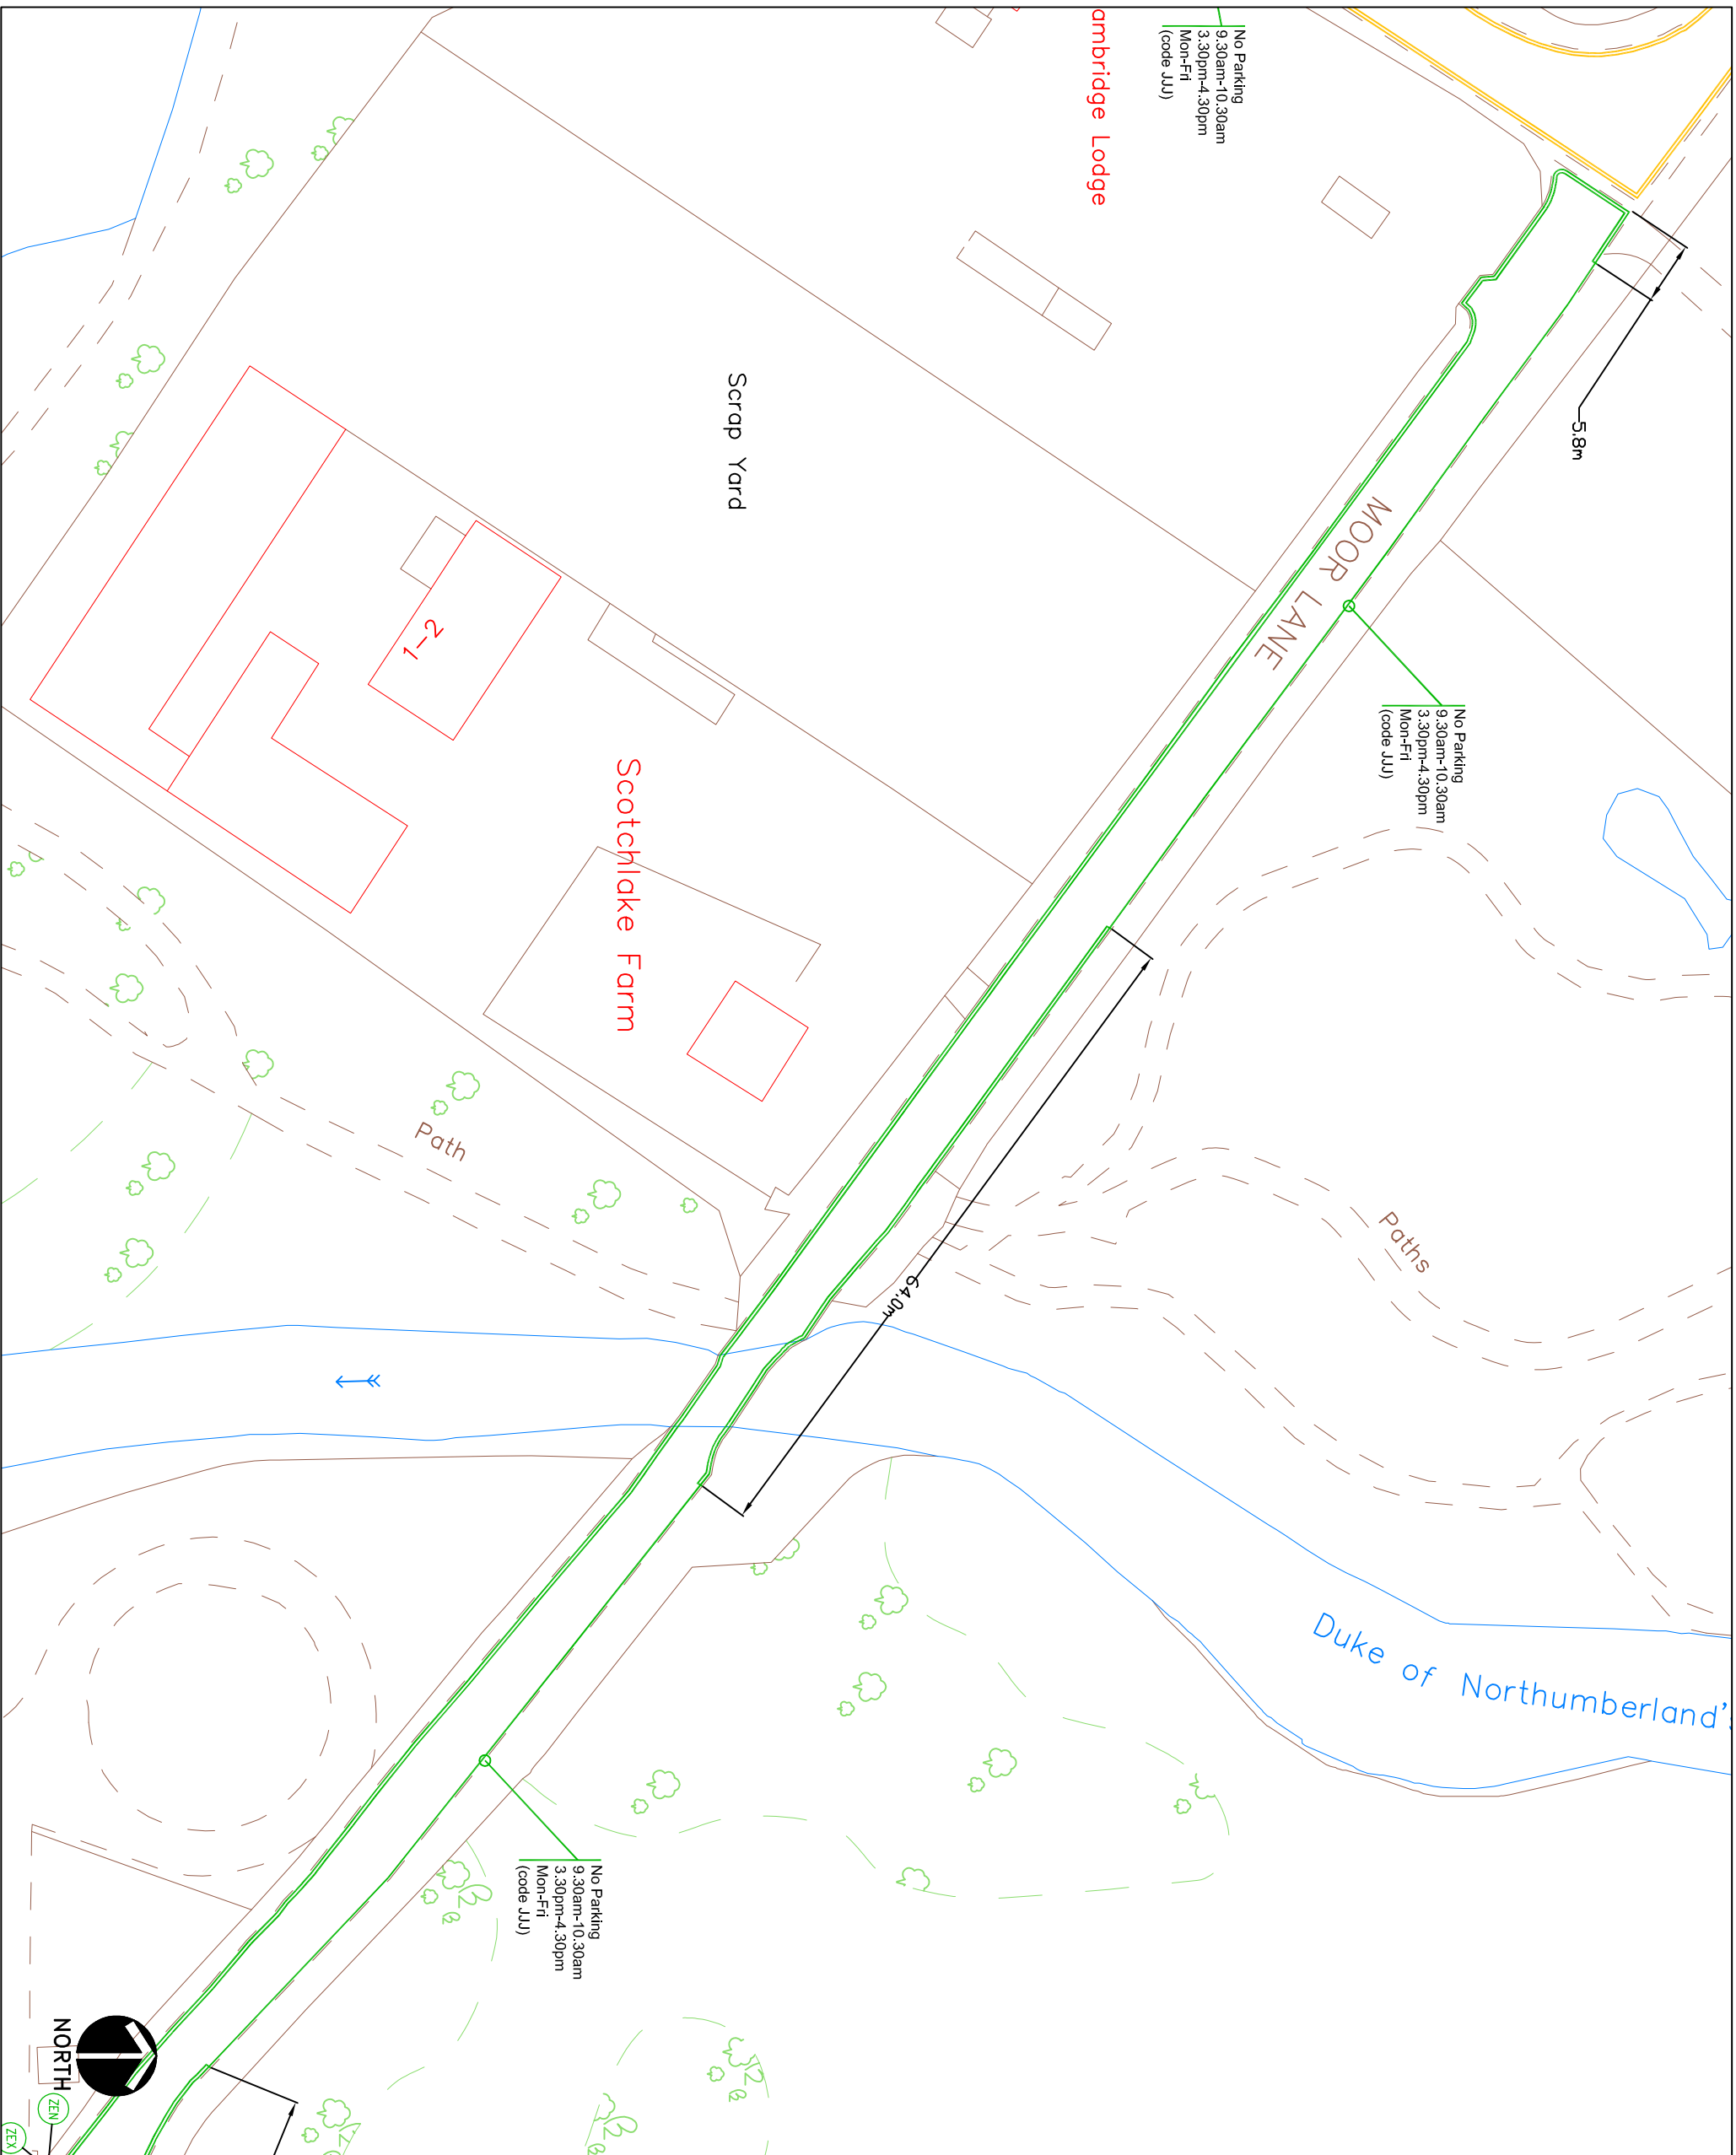 No Parking
9.30am-10.30am
3.30pm-4.30pm
Mon-Fri
(code JJJ)
ambridge Lodge
5.8m
Scrap Yard
MOOR LANE
1-2
No Parking
9.30am-10.30am
3.30pm-4.30pm
Mon-Fri
(code JJJ)
Scotchlake Farm
Path
Paths
64.0m
Duke of Northumberland's
No Parking
9.30am-10.30am
3.30pm-4.30pm
Mon-Fri
(code JJJ)
NORTH
ZEN
ZEX